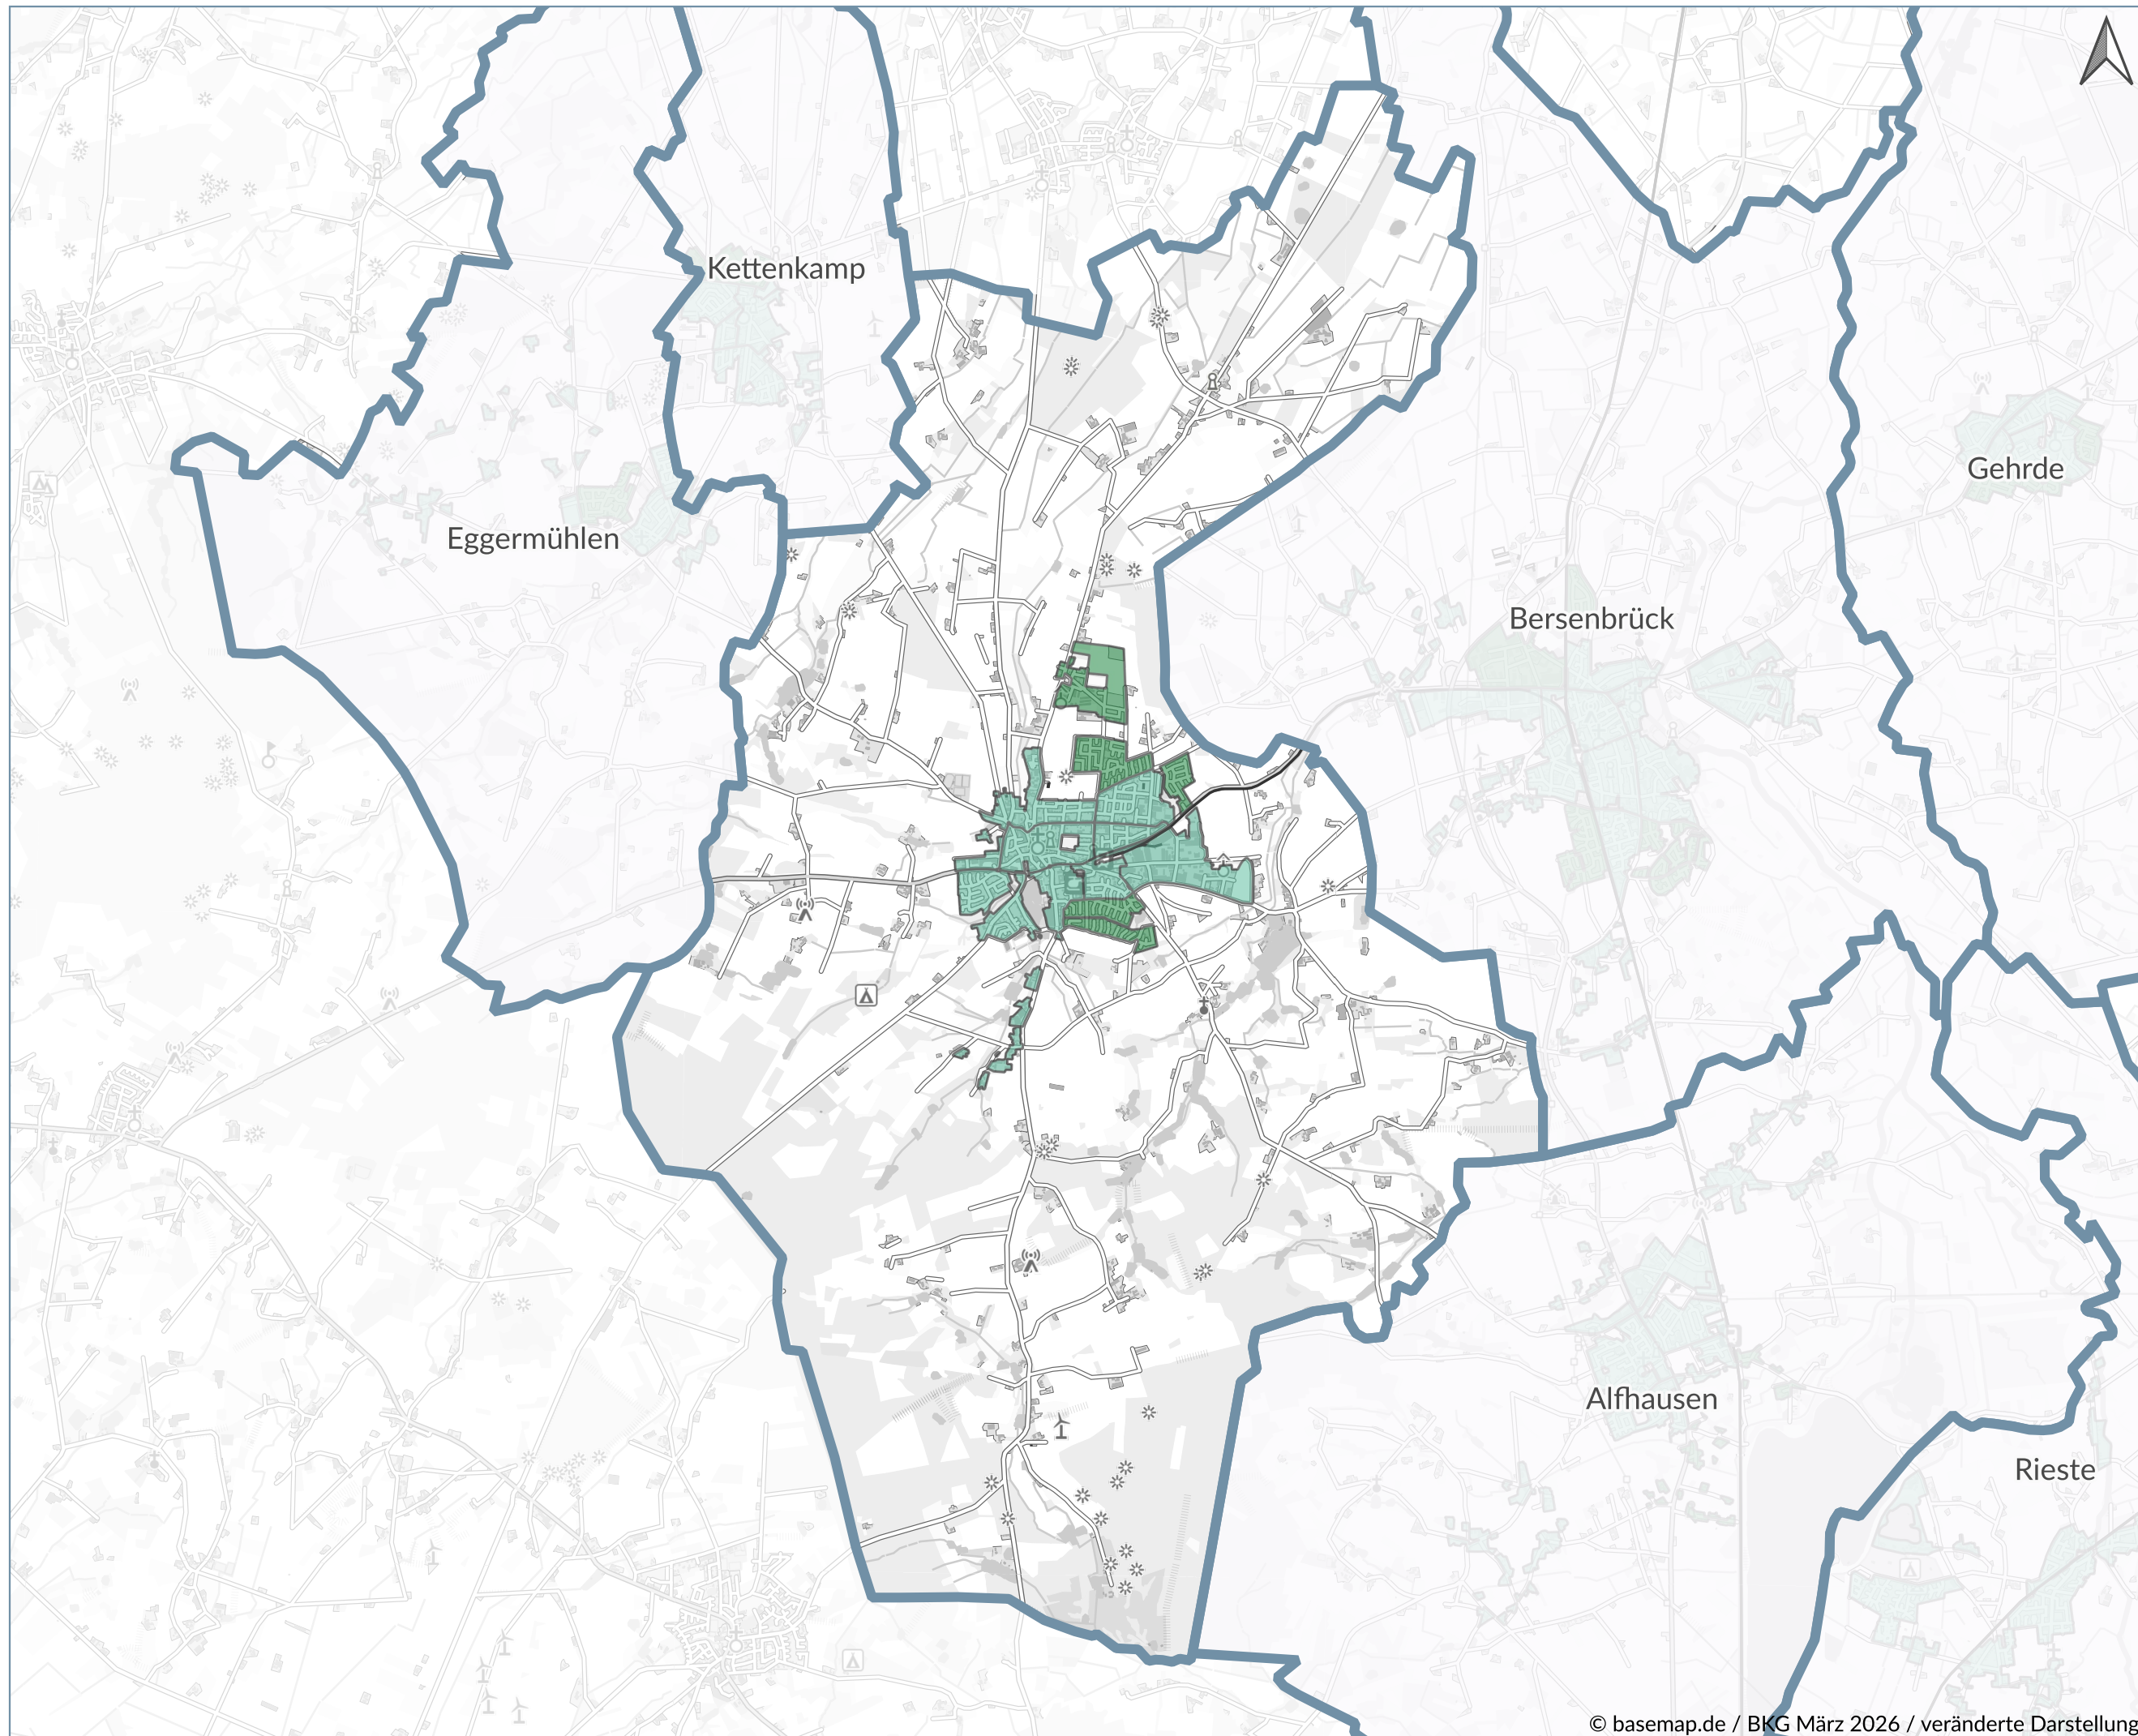 Kettenkamp
Gehrde
Eggermühlen
Bersenbrück
Alfhausen
Rieste
© basemap.de / BKG März 2026 / veränderte Darstellung